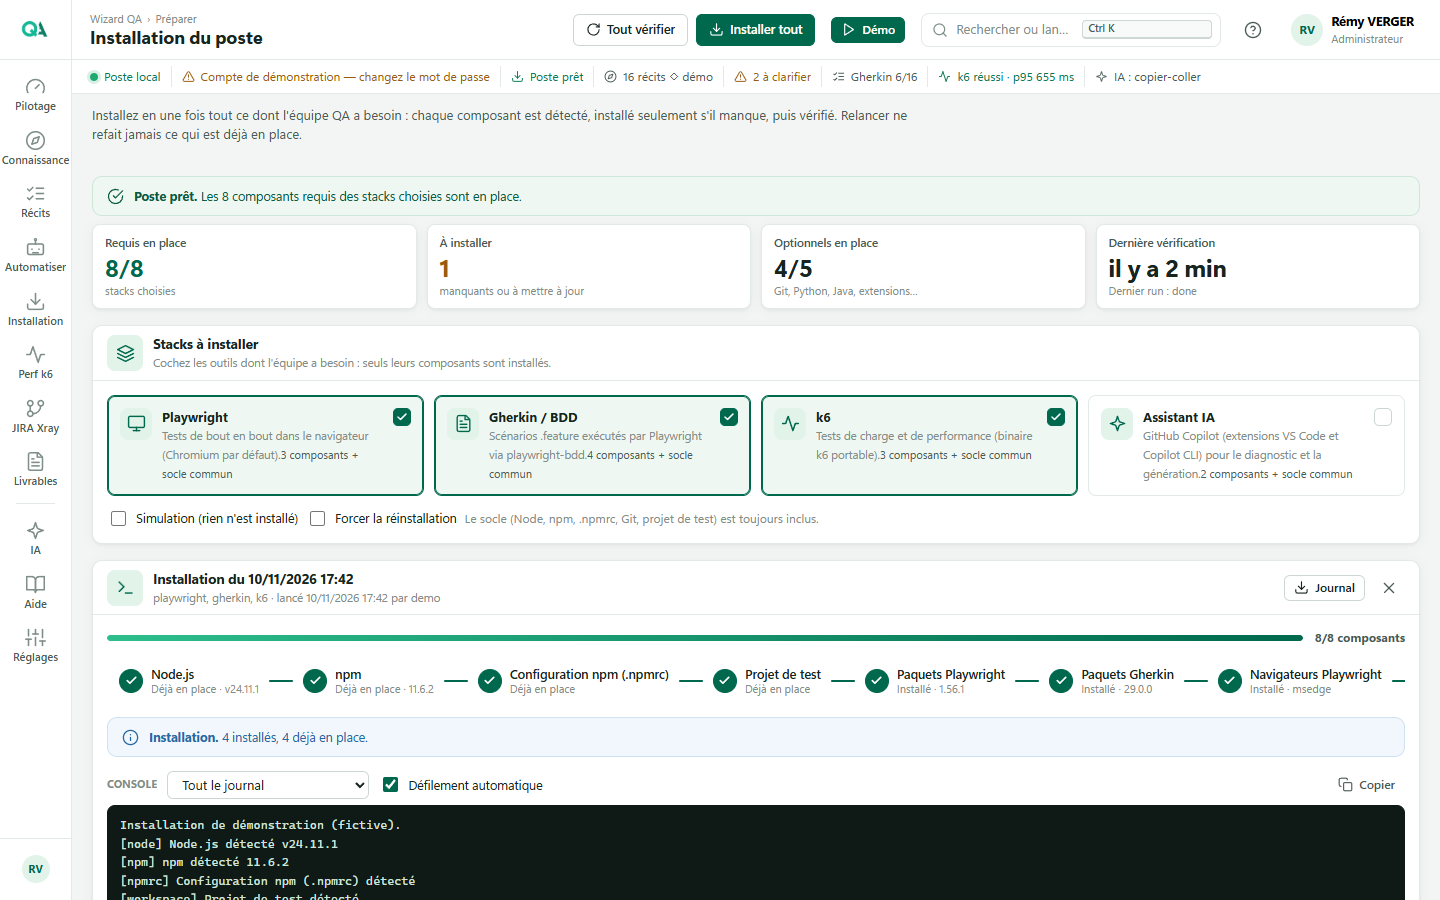 QA
Wizard QA › Préparer
Installation du poste
Tout vérifier
Installer tout
Démo
Rechercher ou lan...
Ctrl K
RV
Rémy VERGER
Administrateur
Poste local
Compte de démonstration — changez le mot de passe
Poste prêt
16 récits ◇ démo
2 à clarifier
Gherkin 6/16
k6 réussi · p95 655 ms
IA : copier-coller
Pilotage
Connaissance
Récits
Automatiser
Installation
Perf k6
JIRA Xray
Livrables
IA
Aide
Réglages
RV
Installez en une fois tout ce dont l'équipe QA a besoin : chaque composant est détecté, installé seulement s'il manque, puis vérifié. Relancer ne
refait jamais ce qui est déjà en place.
Poste prêt. Les 8 composants requis des stacks choisies sont en place.
Requis en place
8/8
stacks choisies
À installer
1
manquants ou à mettre à jour
Optionnels en place
4/5
Git, Python, Java, extensions...
Dernière vérification
il y a 2 min
Dernier run : done
Stacks à installer
Cochez les outils dont l'équipe a besoin : seuls leurs composants sont installés.
Playwright
Tests de bout en bout dans le navigateur
(Chromium par défaut).3 composants +
socle commun
Gherkin / BDD
Scénarios .feature exécutés par Playwright
via playwright-bdd.4 composants + socle
commun
k6
Tests de charge et de performance (binaire
k6 portable).3 composants + socle commun
Assistant IA
GitHub Copilot (extensions VS Code et
Copilot CLI) pour le diagnostic et la
génération.2 composants + socle commun
Simulation (rien n'est installé)
Forcer la réinstallation
Le socle (Node, npm, .npmrc, Git, projet de test) est toujours inclus.
Installation du 10/11/2026 17:42
playwright, gherkin, k6 · lancé 10/11/2026 17:42 par demo
Journal
8/8 composants
Node.js
Déjà en place · v24.11.1
npm
Déjà en place · 11.6.2
Configuration npm (.npmrc)
Déjà en place
Projet de test
Déjà en place
Paquets Playwright
Installé · 1.56.1
Paquets Gherkin
Installé · 29.0.0
Navigateurs Playwright
Installé · msedge
Installation. 4 installés, 4 déjà en place.
CONSOLE
Tout le journal
Défilement automatique
Copier
Installation de démonstration (fictive).
[node] Node.js détecté v24.11.1
[npm] npm détecté 11.6.2
[npmrc] Configuration npm (.npmrc) détecté
[workspace] Projet de test détecté